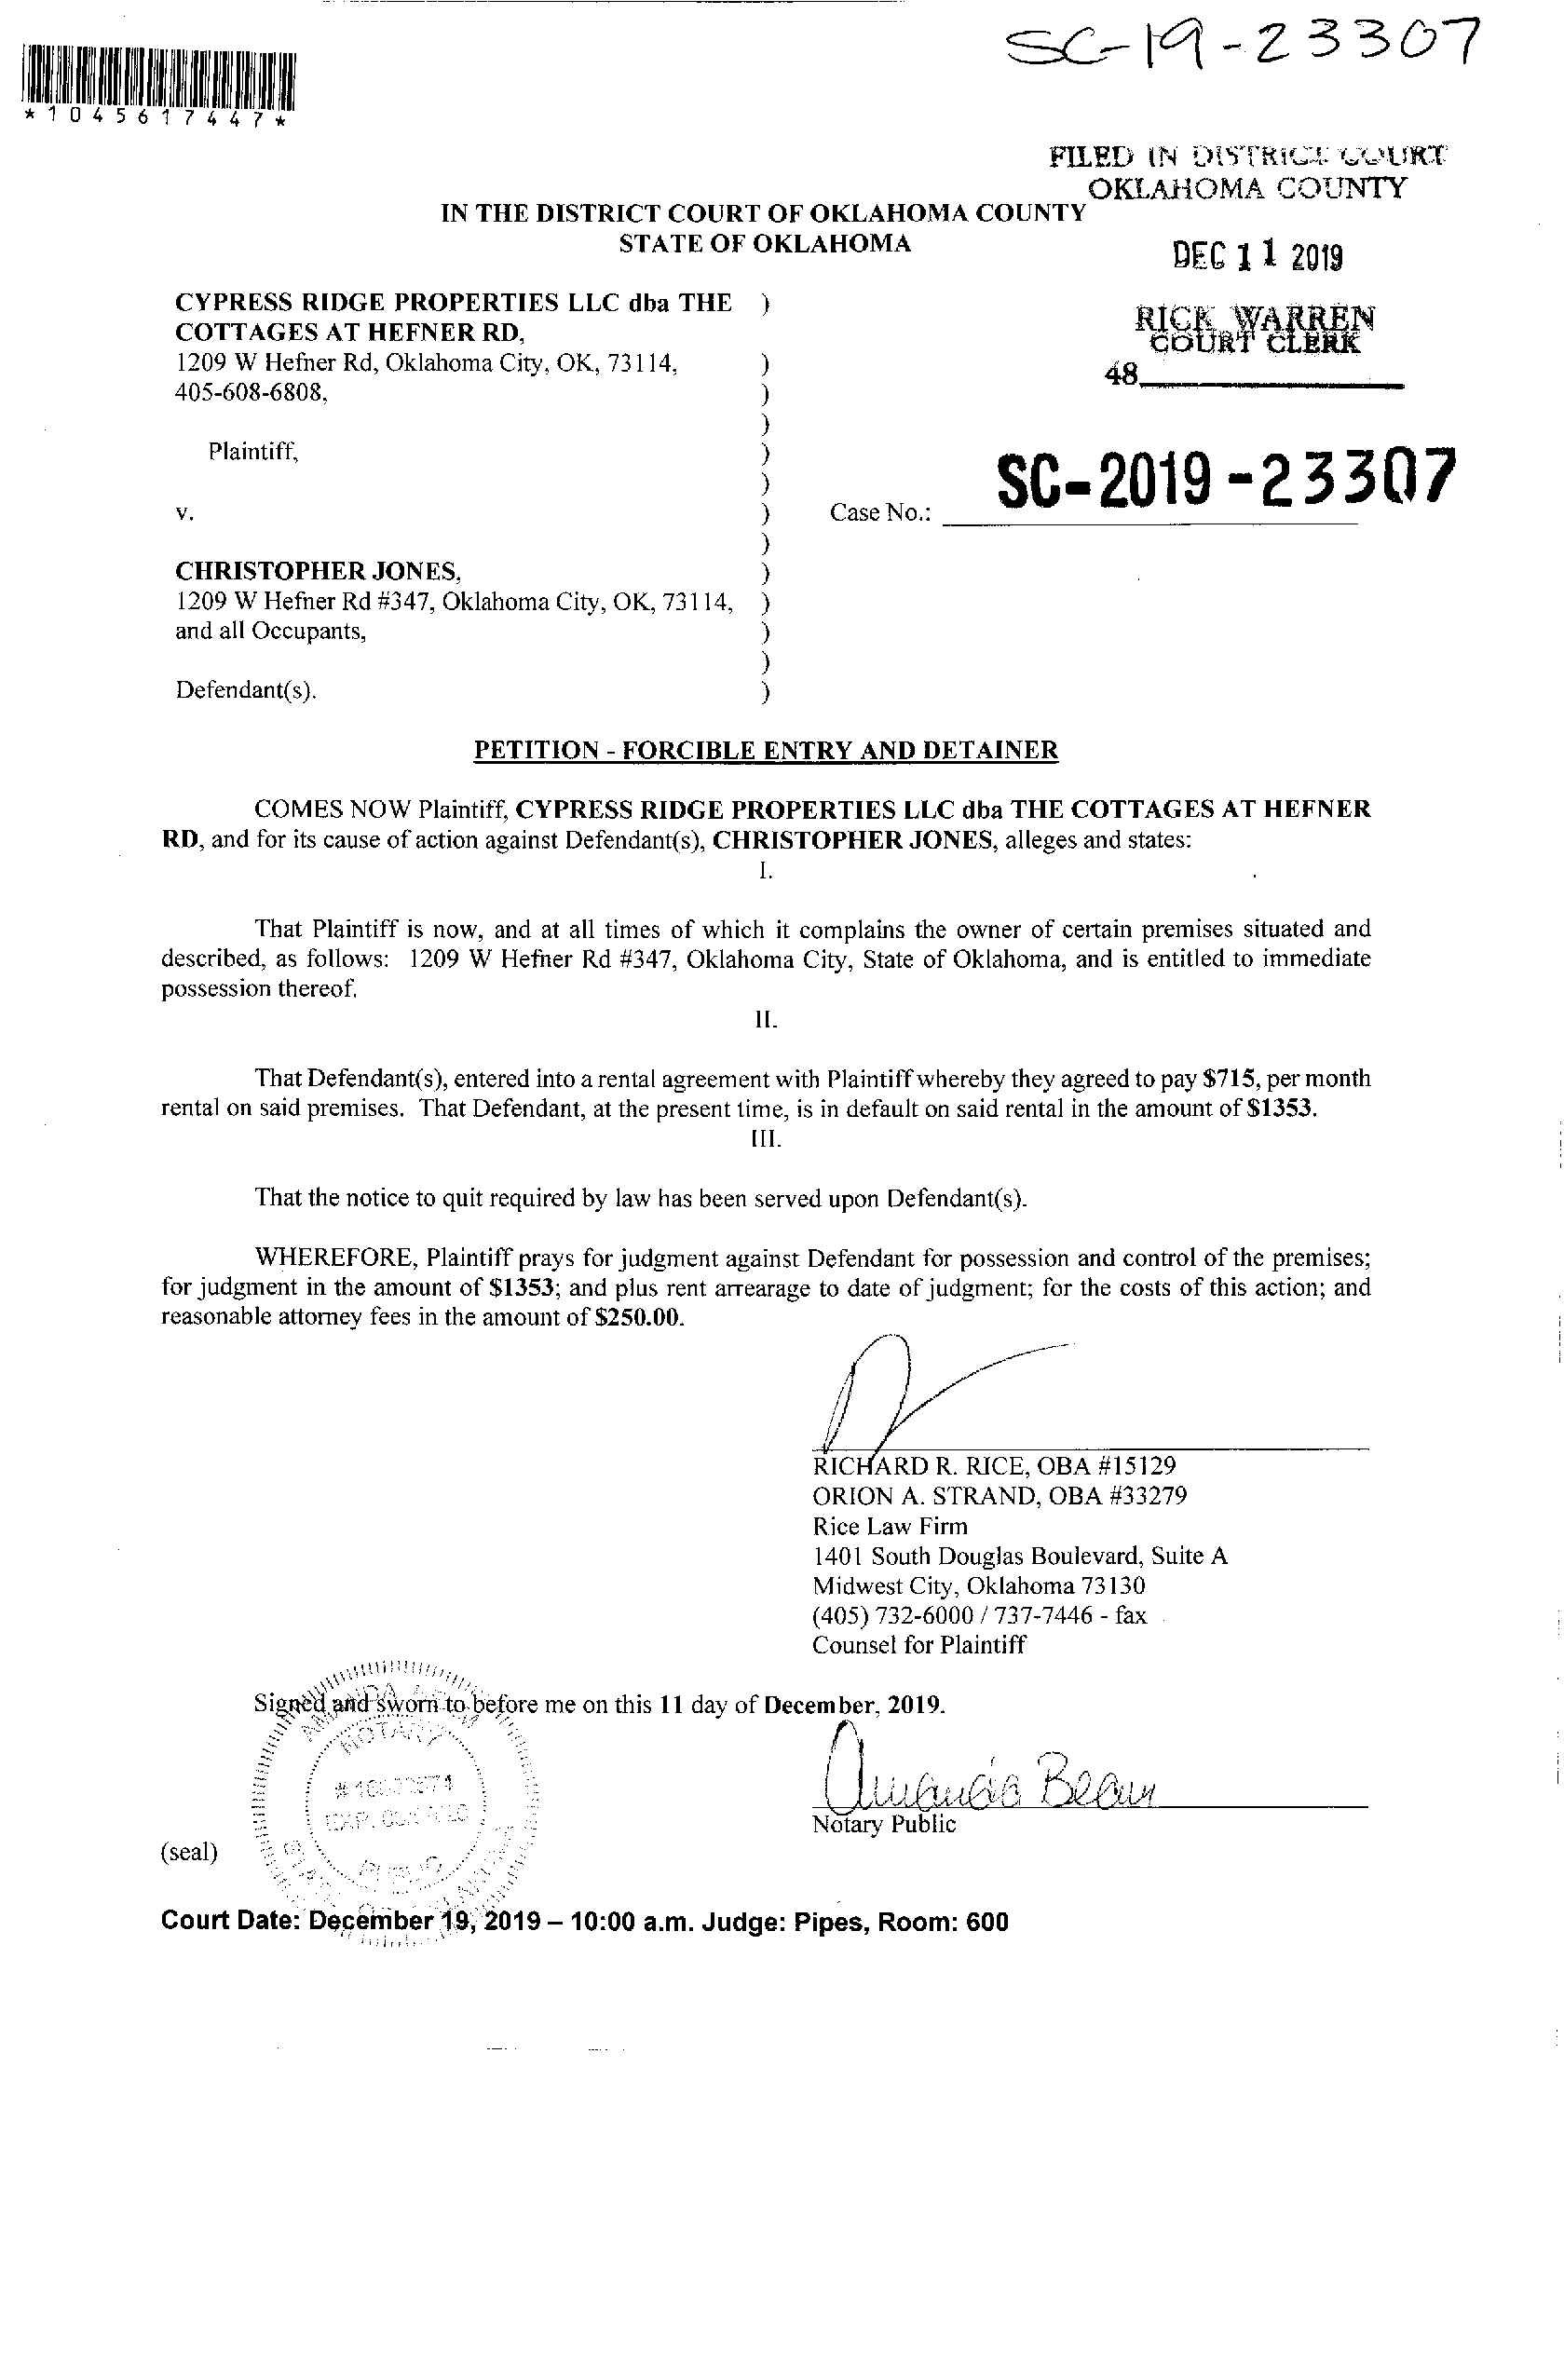 SC-19-23307
*1045617447*
FILED IN DISTRICT COURT
OKLAHOMA COUNTY
IN THE DISTRICT COURT OF OKLAHOMA COUNTY
STATE OF OKLAHOMA
DEC 11 2019
CYPRESS RIDGE PROPERTIES LLC dba THE )
COTTAGES AT HEFNER RD,
RICK WARREN
COURT CLERK
1209 W Hefner Rd, Oklahoma City, OK, 73114, )
48
405-608-6808, )
)
Plaintiff, )
)
SC-2019-23307
v. ) Case No.:
)
CHRISTOPHER JONES, )
1209 W Hefner Rd #347, Oklahoma City, OK, 73114, )
and all Occupants, )
)
Defendant(s). )
PETITION - FORCIBLE ENTRY AND DETAINER
COMES NOW Plaintiff, CYPRESS RIDGE PROPERTIES LLC dba THE COTTAGES AT HEFNER
RD, and for its cause of action against Defendant(s), CHRISTOPHER JONES, alleges and states:
I.
That Plaintiff is now, and at all times of which it complains the owner of certain premises situated and
described, as follows: 1209 W Hefner Rd #347, Oklahoma City, State of Oklahoma, and is entitled to immediate
possession thereof.
II.
That Defendant(s), entered into a rental agreement with Plaintiff whereby they agreed to pay $715, per month
rental on said premises. That Defendant, at the present time, is in default on said rental in the amount of $1353.
III.
That the notice to quit required by law has been served upon Defendant(s).
WHEREFORE, Plaintiff prays for judgment against Defendant for possession and control of the premises;
for judgment in the amount of $1353; and plus rent arrearage to date of judgment; for the costs of this action; and
reasonable attorney fees in the amount of $250.00.
RICHARD R. RICE, OBA #15129
ORION A. STRAND, OBA #33279
Rice Law Firm
1401 South Douglas Boulevard, Suite A
Midwest City, Oklahoma 73130
(405) 732-6000 / 737-7446 - fax
Counsel for Plaintiff
Signed and sworn to before me on this 11 day of December, 2019.
NOTARY
EXP.
PUBLIC
Amanda Beam
Notary Public
(seal)
Court Date: December 19, 2019 – 10:00 a.m. Judge: Pipes, Room: 600